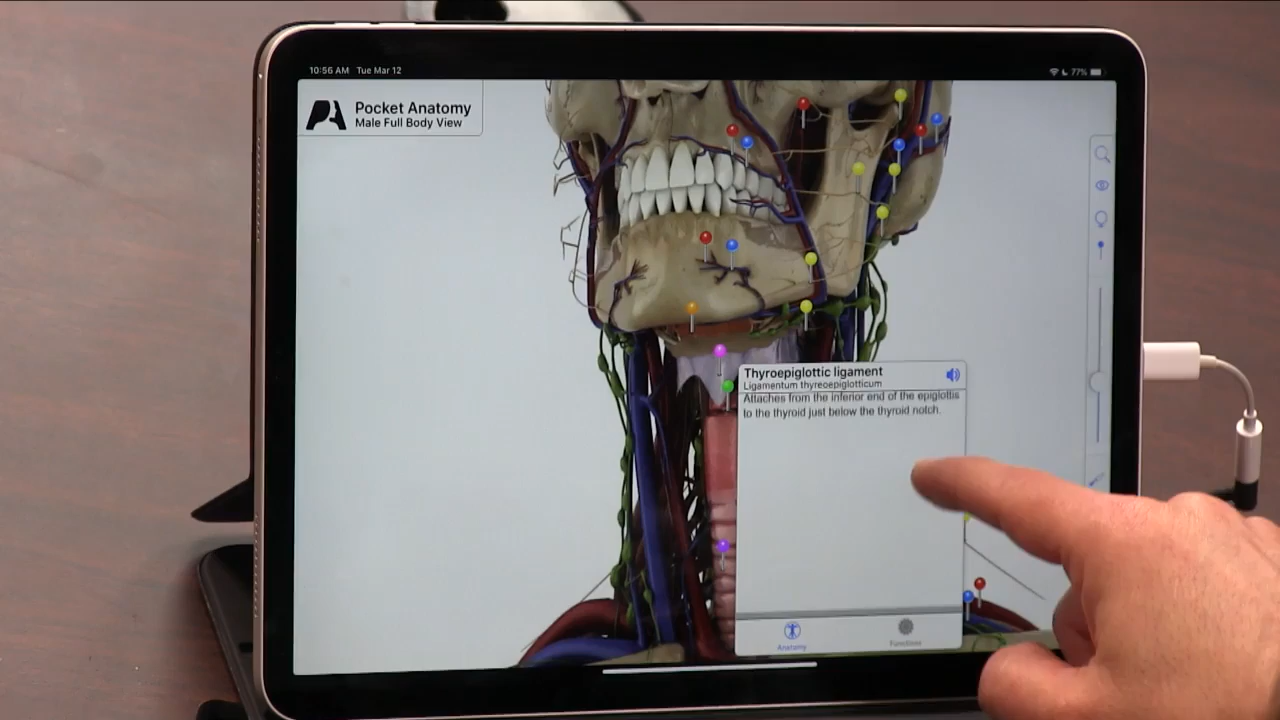 10:56 AM Tue Mar 12
77%
Pocket Anatomy
Male Full Body View
Thyroepiglottic ligament
Ligamentum thyreoepiglotticum
Attaches from the inferior end of the epiglottis
to the thyroid just below the thyroid notch.
Anatomy
Functions